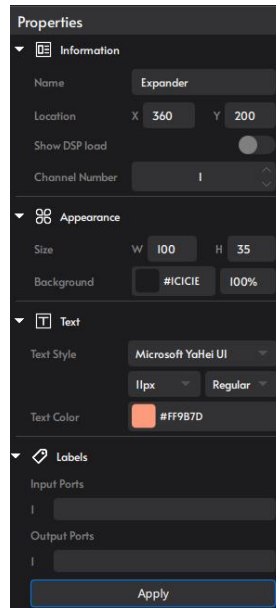 Properties
Information
Name Expander
Location X 360 Y 200
Show DSP load
Channel Number 1
Appearance
Size W 100 H 35
Background #1C1C1E 100%
Text
Text Style Microsoft YaHei UI
11px Regular
Text Color #FF9B7D
Labels
Input Ports
1
Output Ports
1
Apply